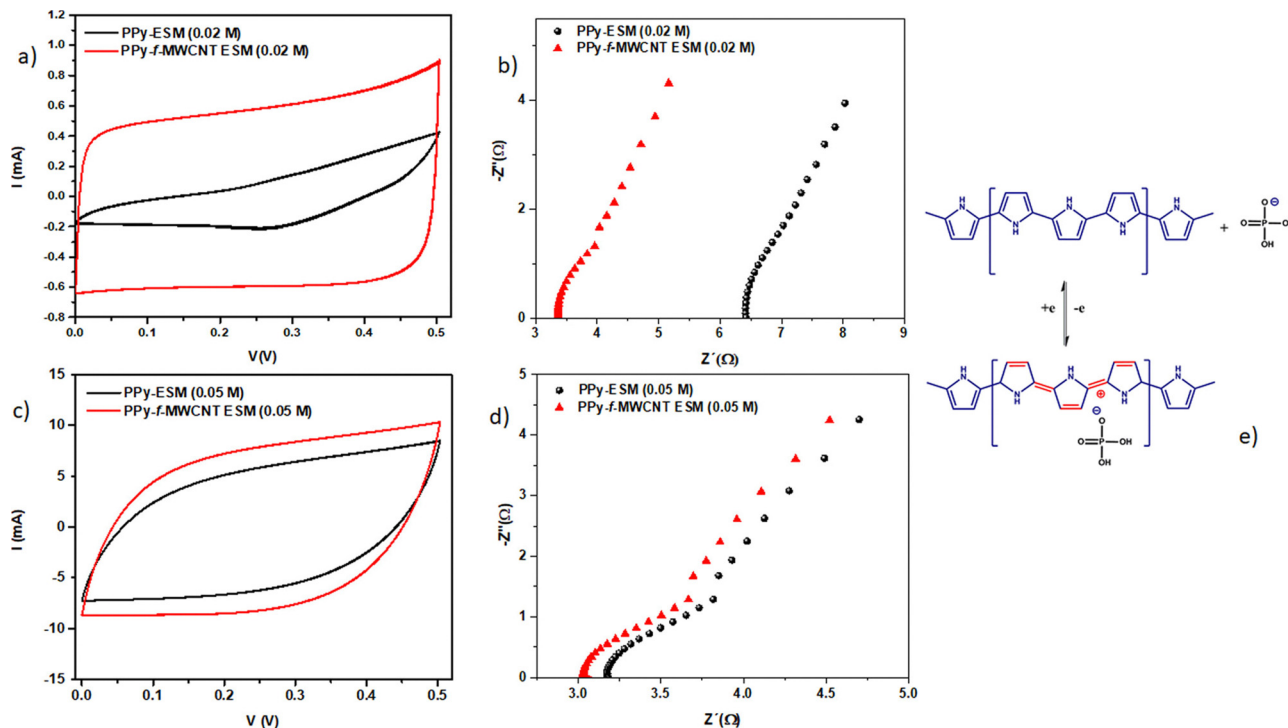 a)
PPy-ESM (0.02 M)
PPy-f-MWCNT ESM (0.02 M)
I (mA)
1.2
1.0
0.8
0.6
0.4
0.2
0.0
-0.2
-0.4
-0.6
-0.8
0.0 0.1 0.2 0.3 0.4 0.5
V(V)
b)
PPy-ESM (0.02 M)
PPy-f-MWCNT ESM (0.02 M)
-Z''(Ω)
4
2
0
3 4 5 6 7 8 9
Z´(Ω)
c)
PPy-ESM (0.05 M)
PPy-f-MWCNT ESM (0.05 M)
I (mA)
15
10
5
0
-5
-10
-15
0.0 0.1 0.2 0.3 0.4 0.5
V (V)
d)
PPy-ESM (0.05 M)
PPy-f-MWCNT ESM (0.05 M)
-Z''(Ω)
5
4
3
2
1
0
3.0 3.5 4.0 4.5 5.0
Z´(Ω)
H
N
N
H
H
N
N
H
H
N
+
O ⊖
O=P-O
OH
+e -e
H
N
N
H
H
N
N
H
H
N
⊕
⊖
O
O=P-OH
OH
e)